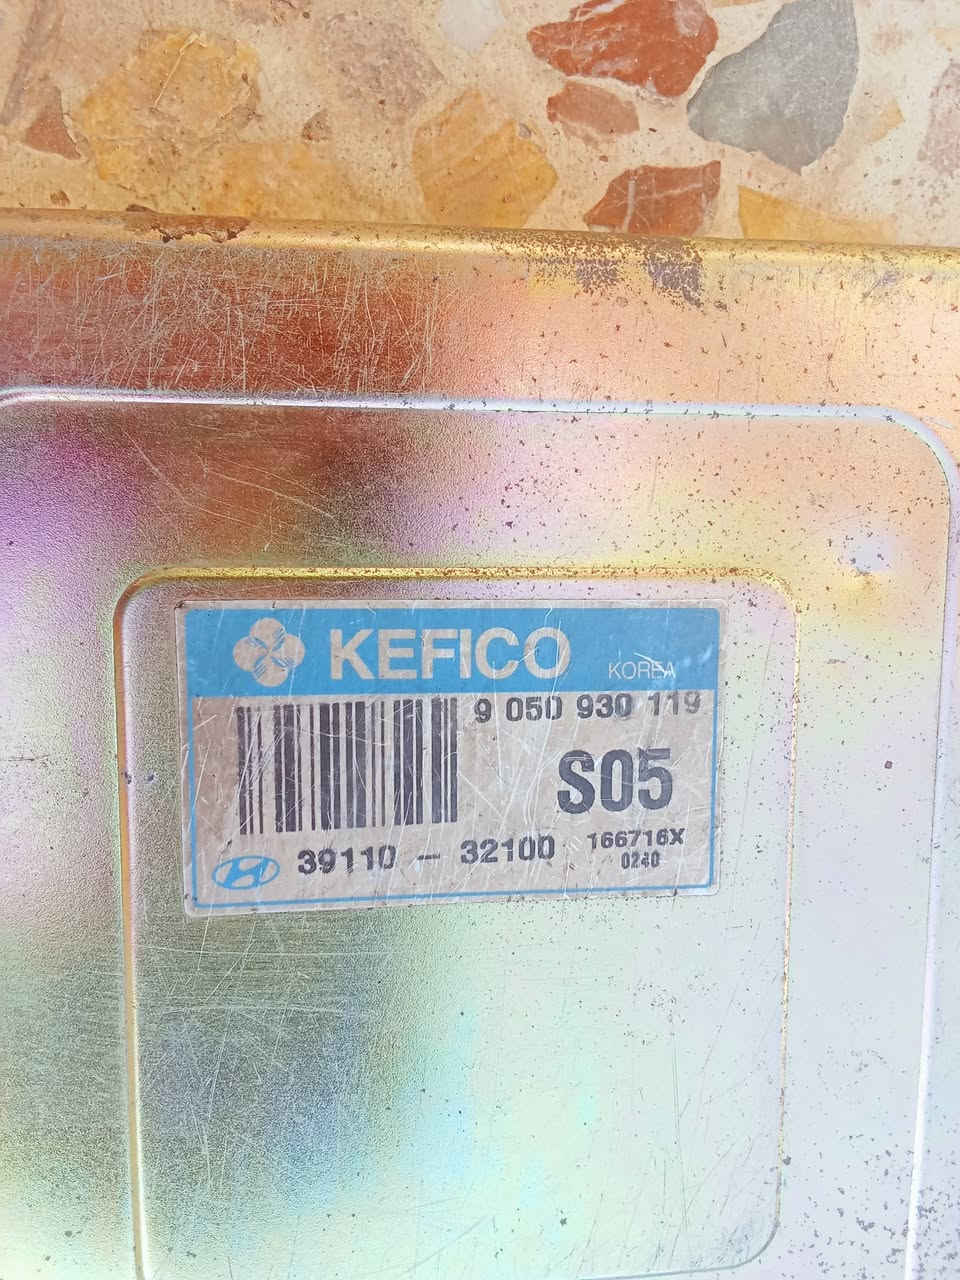 KEFICO KOREA
9 050 930 119
S05
39110 - 32100 166716X
0240